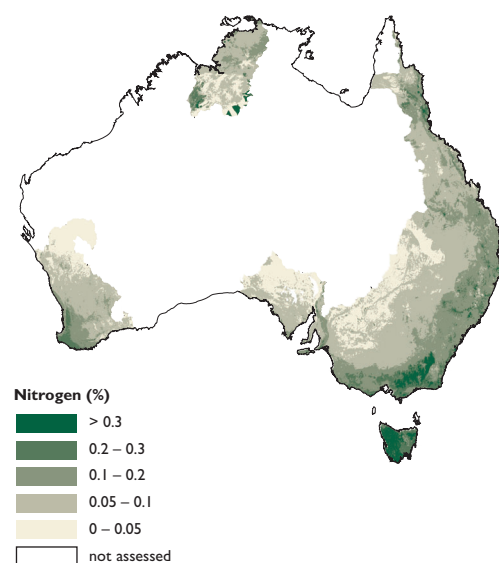 Nitrogen (%)
> 0.3
0.2 – 0.3
0.1 – 0.2
0.05 – 0.1
0 – 0.05
not assessed